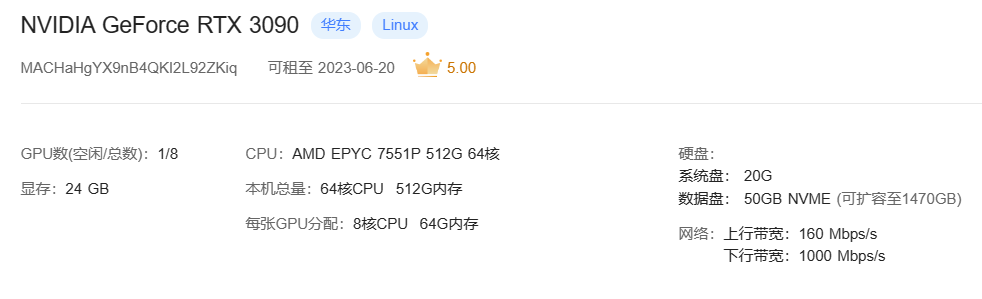 NVIDIA GeForce RTX 3090 华东 Linux
MACHaHgYX9nB4QKI2L92ZKiq 可租至 2023-06-20 5.00
GPU数(空闲/总数)：1/8
显存：24 GB
CPU：AMD EPYC 7551P 512G 64核
本机总量：64核CPU 512G内存
每张GPU分配：8核CPU 64G内存
硬盘：
系统盘： 20G
数据盘： 50GB NVME (可扩容至1470GB)
网络：上行带宽：160 Mbps/s
下行带宽：1000 Mbps/s